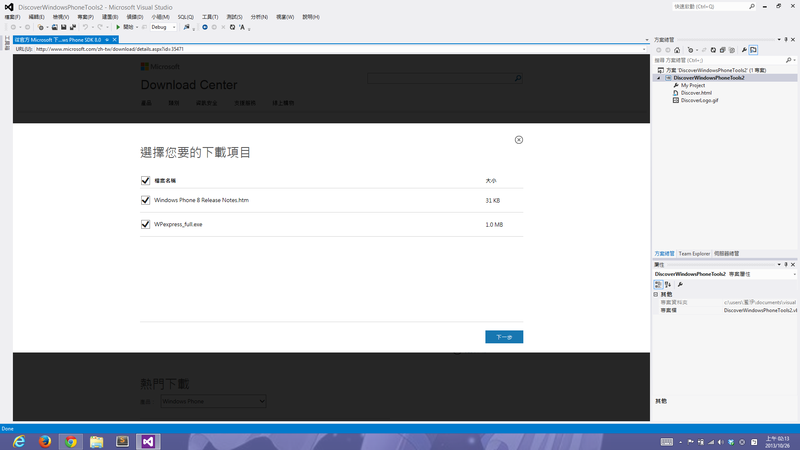 DiscoverWindowsPhoneTools2 - Microsoft Visual Studio
快速啟動 (Ctrl+Q)
檔案(F) 編輯(E) 檢視(V) 專案(P) 建置(B) 偵錯(D) 小組(M) SQL(Q) 工具(T) 測試(S) 分析(N) 視窗(W) 說明(H)
開始 Debug
從官方 Microsoft 下 ...ws Phone SDK 8.0
URL(U): http://www.microsoft.com/zh-tw/download/details.aspx?id=35471
Microsoft
Download Center
選擇您要的下載項目
檔案名稱 大小
Windows Phone 8 Release Notes.htm 31 KB
WPexpress_full.exe 1.0 MB
下一步
熱門下載
Windows Phone
Done
方案總管
搜尋 方案總管 (Ctrl+;)
方案 'DiscoverWindowsPhoneTools2' (1 專案)
DiscoverWindowsPhoneTools2
My Project
Discover.html
DiscoverLogo.gif
方案總管 Team Explorer 伺服器總管
屬性
DiscoverWindowsPhoneTools2 專案屬性
其他
專案資料夾
專案檔 DiscoverWindowsPhoneTools2.vb
其他
上午 02:13
2013/10/26